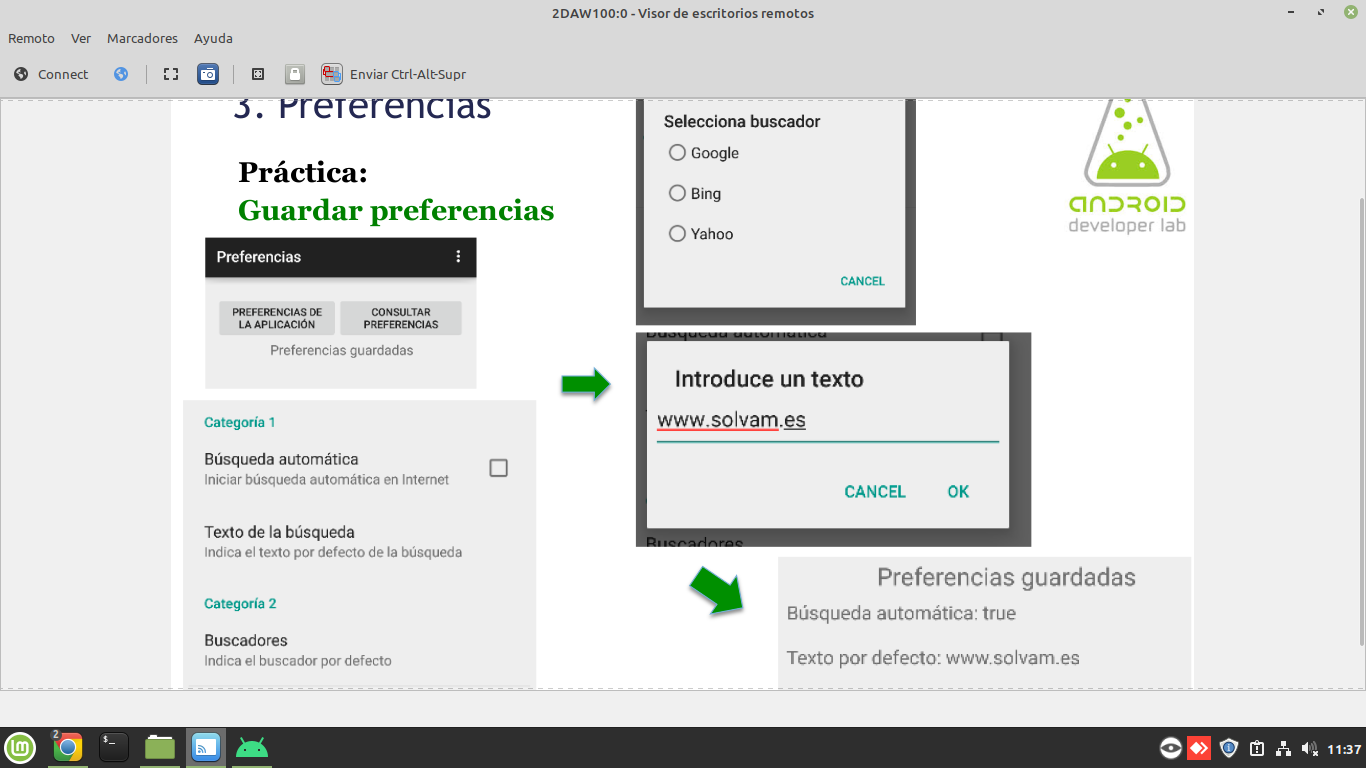 2DAW100:0 - Visor de escritorios remotos
Remoto Ver Marcadores Ayuda
Connect Enviar Ctrl-Alt-Supr
3. Preferencias
Práctica:
Guardar preferencias
Preferencias
PREFERENCIAS DE
LA APLICACIÓN
CONSULTAR
PREFERENCIAS
Preferencias guardadas
Categoría 1
Búsqueda automática
Iniciar búsqueda automática en Internet
Texto de la búsqueda
Indica el texto por defecto de la búsqueda
Categoría 2
Buscadores
Indica el buscador por defecto
Selecciona buscador
Google
Bing
Yahoo
CANCEL
Búsqueda automática
Introduce un texto
www.solvam.es
CANCEL OK
Buscadores
Preferencias guardadas
Búsqueda automática: true
Texto por defecto: www.solvam.es
ANDROID
developer lab
2
$_
11:37